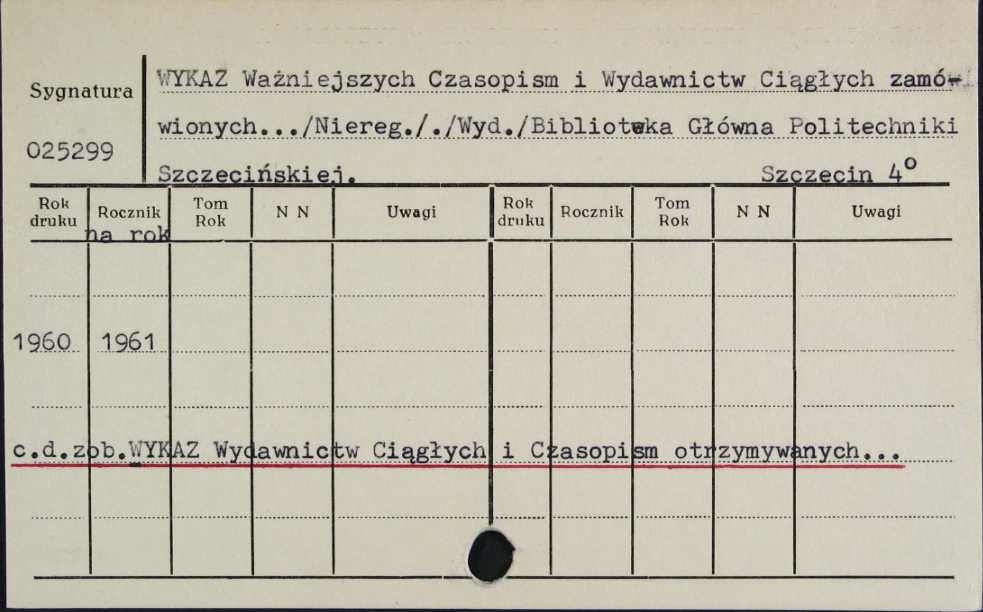 WYKAZ Ważniejszych Czasopism i Wydawnictw Ciągłych zamó-
Sygnatura
wionych.../Niereg./. /Wyd./Biblioteka Główna Politechniki
025299
Szczecińskiej. Szczecin 4°
Rok druku Rocznik Tom Rok N N Uwagi Rok druku Rocznik Tom Rok N N Uwagi
na rok
1960 1961
c.d.zob.WYKAZ Wydawnictw Ciągłych i Czasopism otrzymywanych...